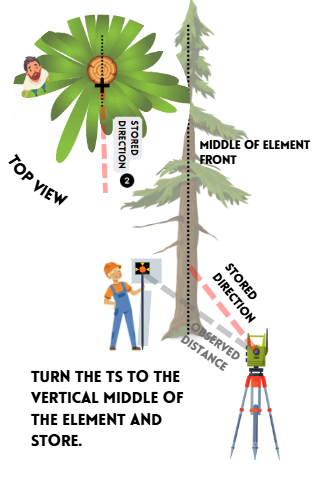 MIDDLE OF ELEMENT
FRONT
STORED
DIRECTION
2
TOP VIEW
STORED
DIRECTION
OBSERVED
DISTANCE
TURN THE TS TO THE
VERTICAL MIDDLE OF
THE ELEMENT AND
STORE.